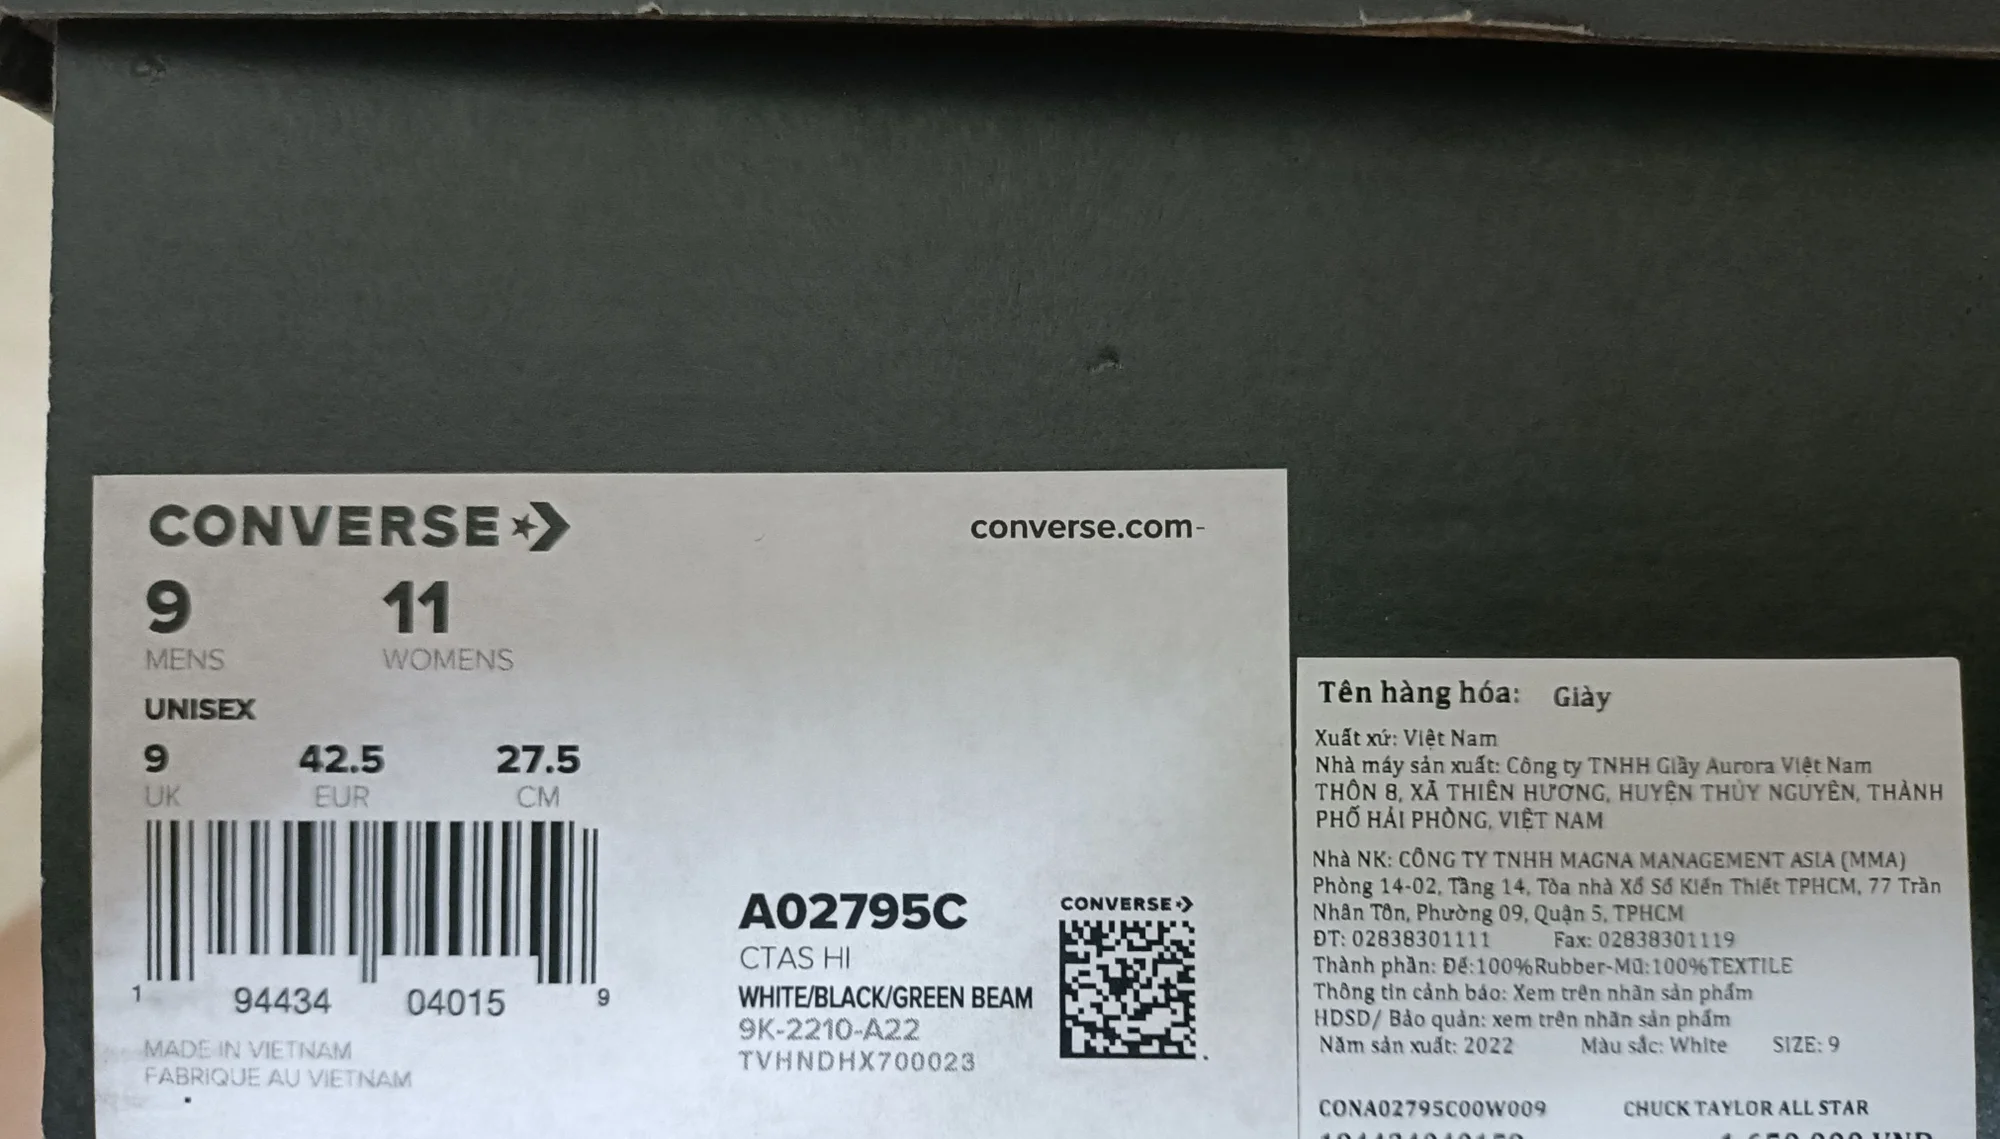 CONVERSE
converse.com
9 11
MENS WOMENS
UNISEX
9 42.5 27.5
UK EUR CM
1 94434 04015 9
MADE IN VIETNAM
FABRIQUE AU VIETNAM
A02795C
CTAS HI
WHITE/BLACK/GREEN BEAM
9K-2210-A22
TVHNDHX700023
CONVERSE
Tên hàng hóa: Giày
Xuất xứ: Việt Nam
Nhà máy sản xuất: Công ty TNHH Giầy Aurora Việt Nam
THÔN 8, XÃ THIÊN HƯƠNG, HUYỆN THỦY NGUYÊN, THÀNH
PHỐ HẢI PHÒNG, VIỆT NAM
Nhà NK: CÔNG TY TNHH MAGNA MANAGEMENT ASIA (MMA)
Phòng 14-02, Tầng 14, Tòa nhà Xổ Số Kiến Thiết TPHCM, 77 Trần
Nhân Tôn, Phường 09, Quận 5, TPHCM
ĐT: 02838301111 Fax: 02838301119
Thành phần: Đế:100%Rubber-Mũ:100%TEXTILE
Thông tin cảnh báo: Xem trên nhãn sản phẩm
HDSD/ Bảo quản: xem trên nhãn sản phẩm
Năm sản xuất: 2022 Màu sắc: White SIZE: 9
CONA02795C00W009 CHUCK TAYLOR ALL STAR